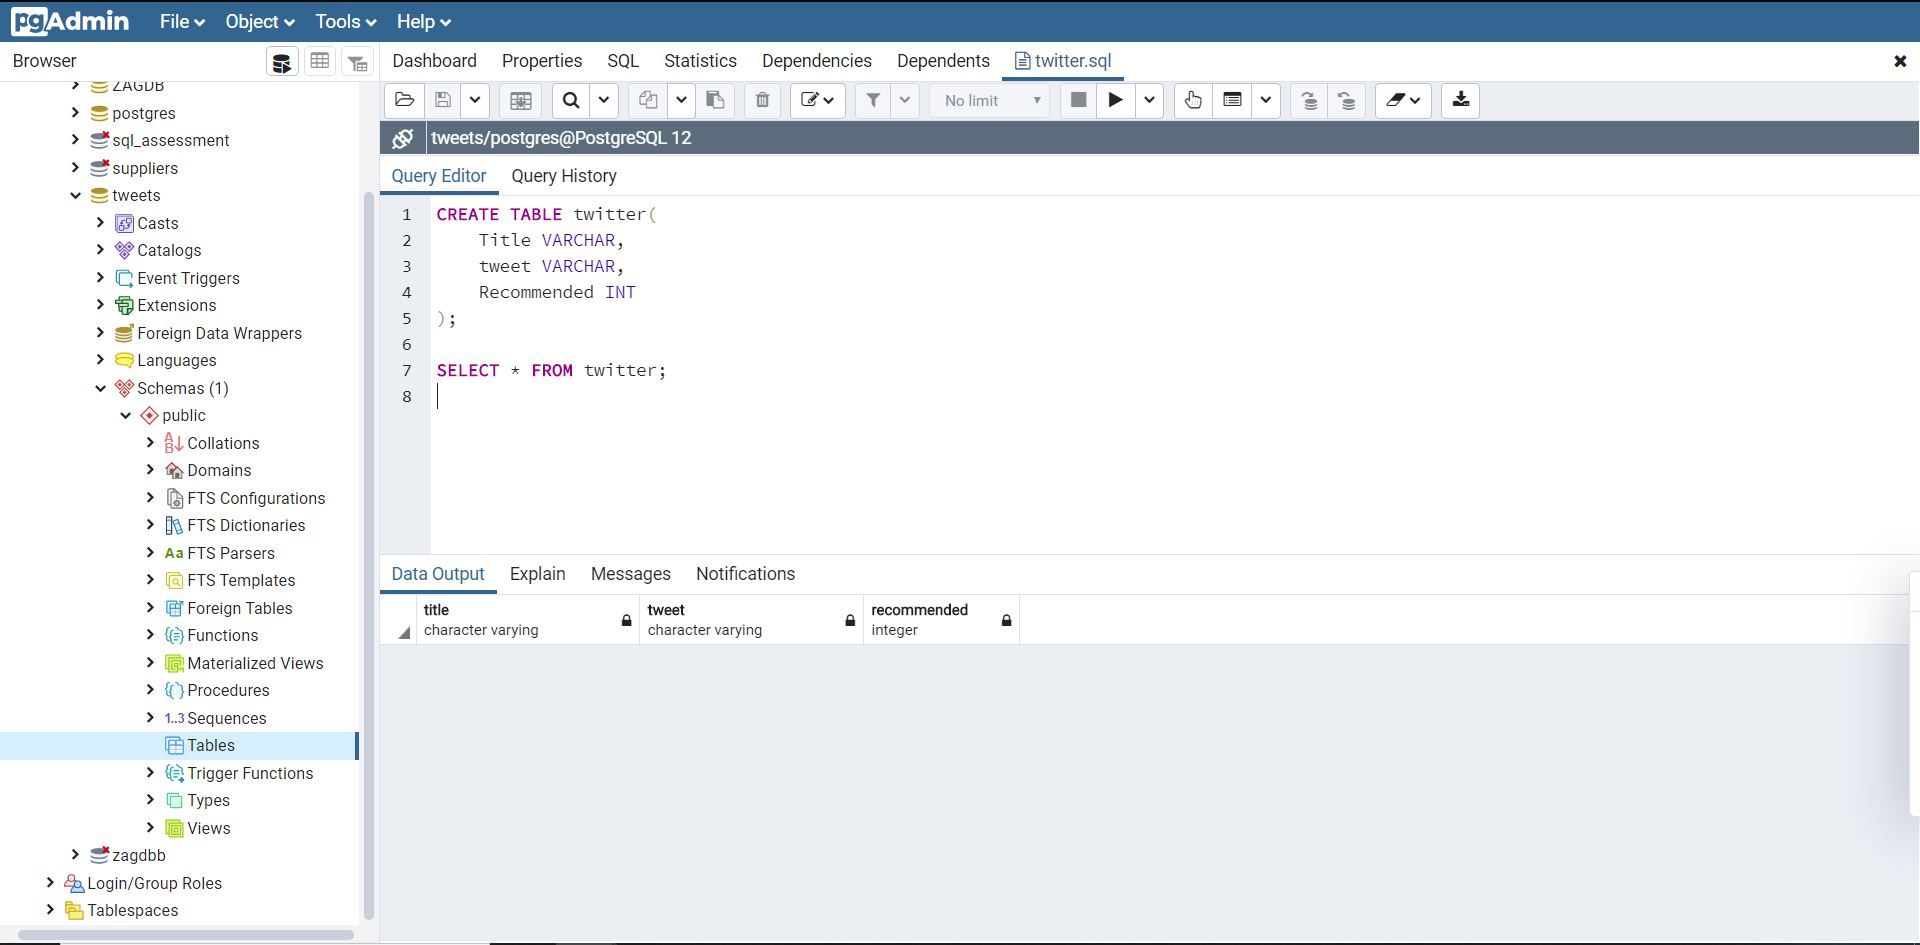 pgAdmin File Object Tools Help
Browser
Dashboard Properties SQL Statistics Dependencies Dependents twitter.sql
No limit
tweets/postgres@PostgreSQL 12
Query Editor Query History
ZAGDB
postgres
sql_assessment
suppliers
tweets
Casts
Catalogs
Event Triggers
Extensions
Foreign Data Wrappers
Languages
Schemas (1)
public
Collations
Domains
FTS Configurations
FTS Dictionaries
Aa FTS Parsers
FTS Templates
Foreign Tables
Functions
Materialized Views
Procedures
1..3 Sequences
Tables
Trigger Functions
Types
Views
zagdbb
Login/Group Roles
Tablespaces
1 CREATE TABLE twitter(
2 Title VARCHAR,
3 tweet VARCHAR,
4 Recommended INT
5 );
6
7 SELECT * FROM twitter;
8
Data Output Explain Messages Notifications
title tweet recommended
character varying character varying integer